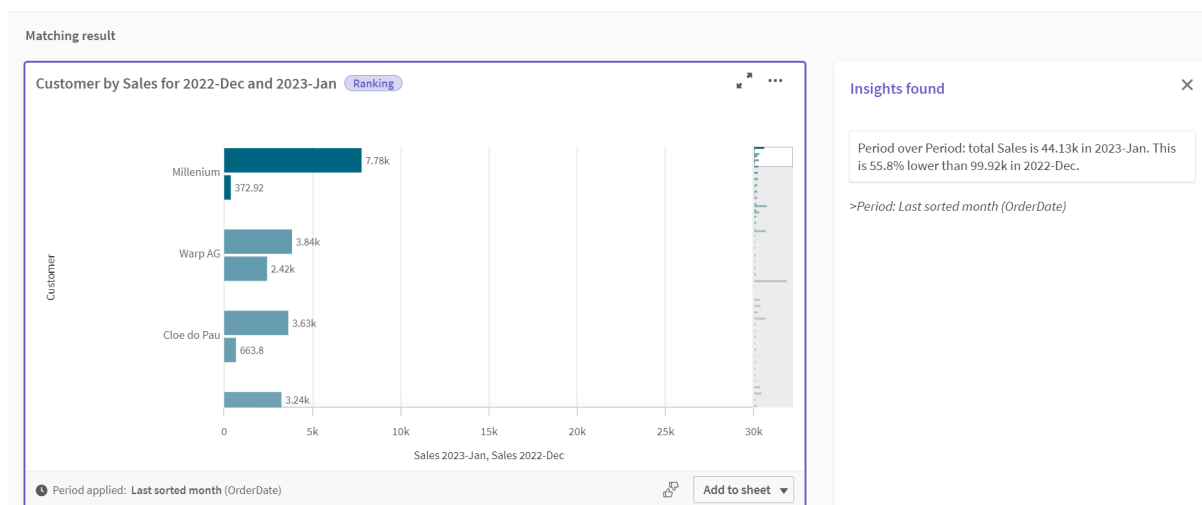 Matching result
Customer by Sales for 2022-Dec and 2023-Jan Ranking
Customer
Millenium
7.78k
372.92
Warp AG
3.84k
2.42k
Cloe do Pau
3.63k
663.8
3.24k
0 5k 10k 15k 20k 25k 30k
Sales 2023-Jan, Sales 2022-Dec
Period applied: Last sorted month (OrderDate)
Add to sheet
Insights found
Period over Period: total Sales is 44.13k in 2023-Jan. This
is 55.8% lower than 99.92k in 2022-Dec.
>Period: Last sorted month (OrderDate)